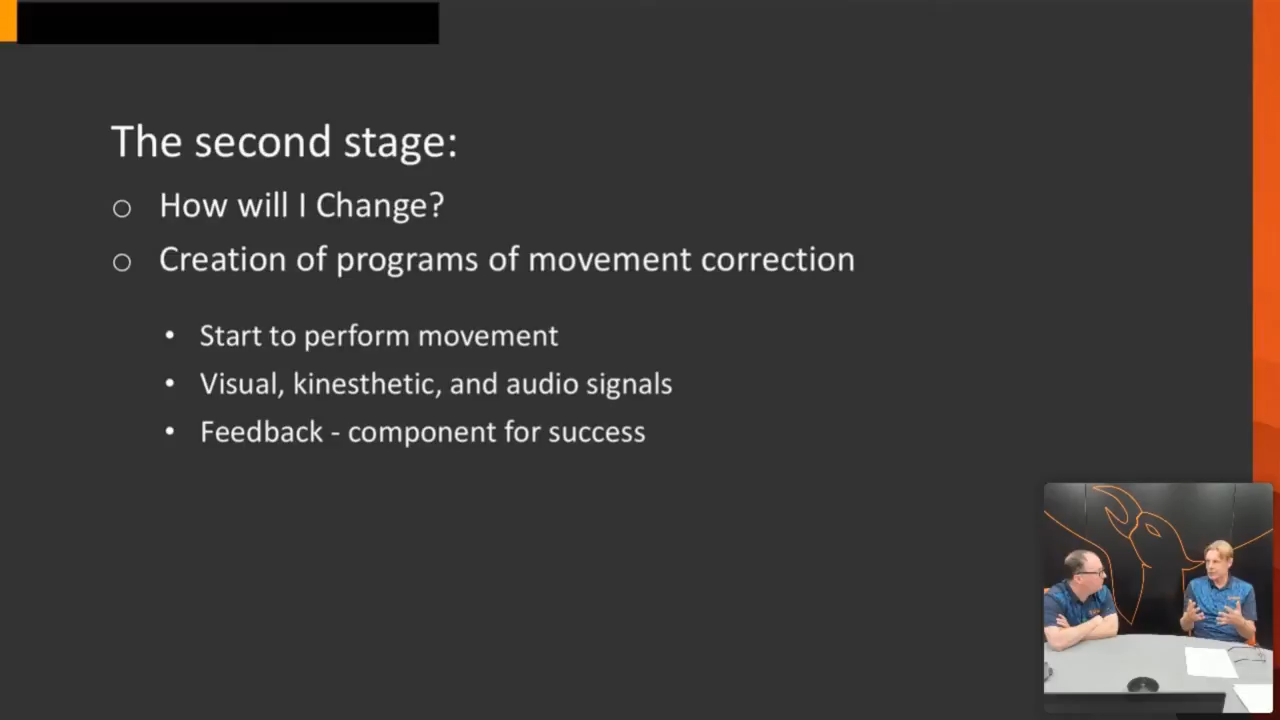 The second stage:
o How will I Change?
o Creation of programs of movement correction
• Start to perform movement
• Visual, kinesthetic, and audio signals
• Feedback - component for success